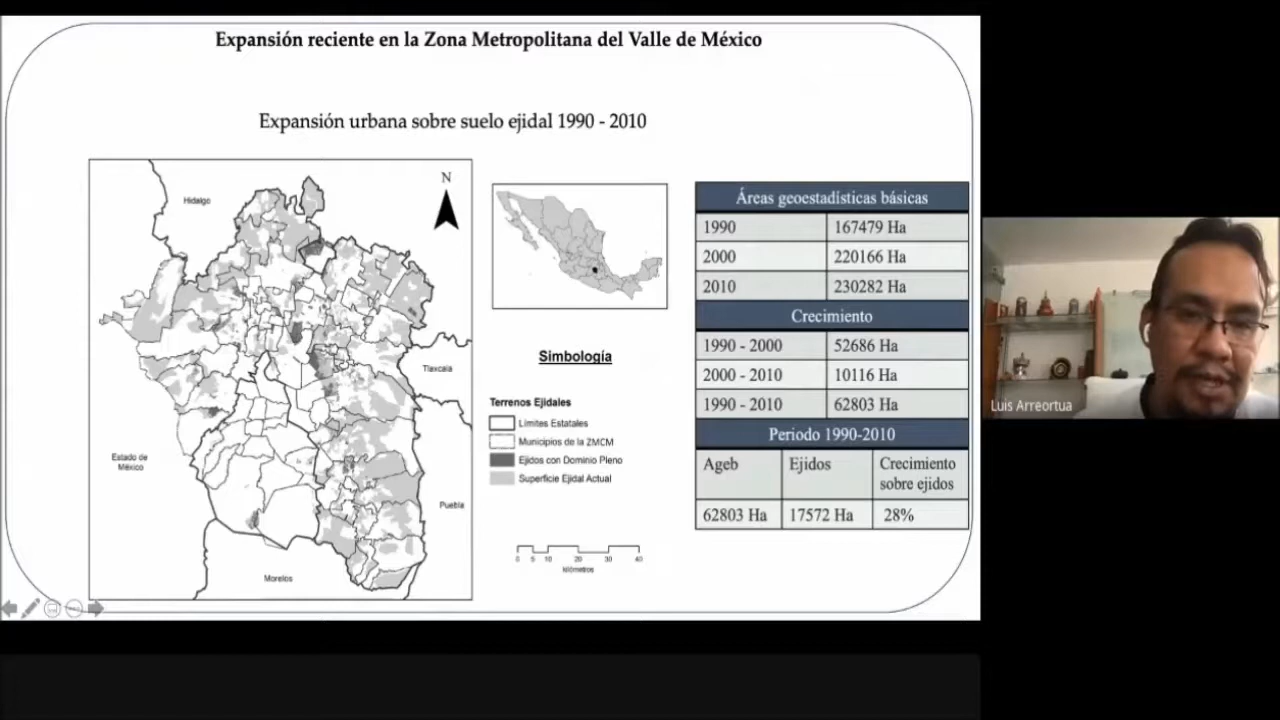 Expansión reciente en la Zona Metropolitana del Valle de México
Expansión urbana sobre suelo ejidal 1990 - 2010
N
Hidalgo
Tlaxcala
Estado de
México
Puebla
Morelos
Simbología
Terrenos Ejidales
Límites Estatales
Municipios de la ZMCM
Ejidos con Dominio Pleno
Superficie Ejidal Actual
0 5 10 20 30 40
kilómetros
Áreas geoestadísticas básicas
1990 167479 Ha
2000 220166 Ha
2010 230282 Ha
Crecimiento
1990 - 2000 52686 Ha
2000 - 2010 10116 Ha
1990 - 2010 62803 Ha
Periodo 1990-2010
Ageb Ejidos Crecimiento
sobre ejidos
62803 Ha 17572 Ha 28%
Luis Arreortua